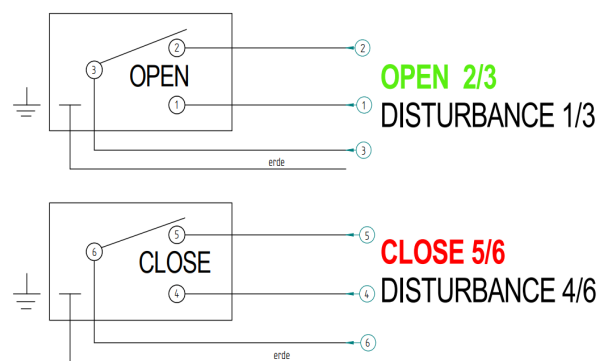 2
2
3
OPEN
OPEN 2/3
1
1
DISTURBANCE 1/3
3
erde
5
5
6
CLOSE
CLOSE 5/6
4
4
DISTURBANCE 4/6
6
erde